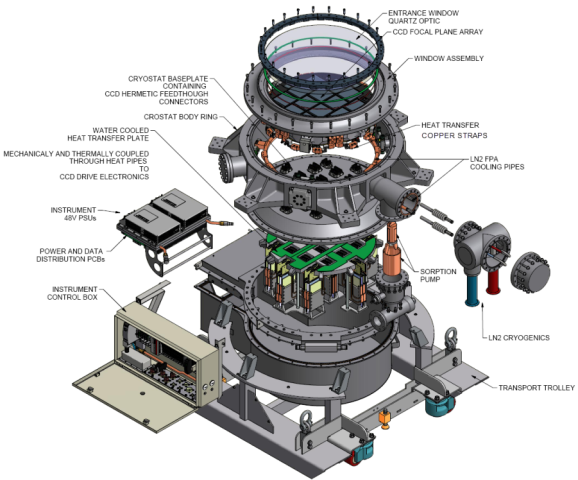 ENTRANCE WINDOW
QUARTZ OPTIC
CCD FOCAL PLANE ARRAY
WINDOW ASSEMBLY
CRYOSTAT BASEPLATE
CONTAINING
CCD HERMETIC FEEDTHOUGH
CONNECTORS
CROSTAT BODY RING
WATER COOLED
HEAT TRANSFER PLATE
MECHANICALY AND THERMALLY COUPLED
THROUGH HEAT PIPES
TO
CCD DRIVE ELECTRONICS
HEAT TRANSFER
COPPER STRAPS
LN2 FPA
COOLING PIPES
INSTRUMENT
48V PSUs
POWER AND DATA
DISTRIBUTION PCBs
SORPTION
PUMP
INSTRUMENT
CONTROL BOX
LN2 CRYOGENICS
TRANSPORT TROLLEY